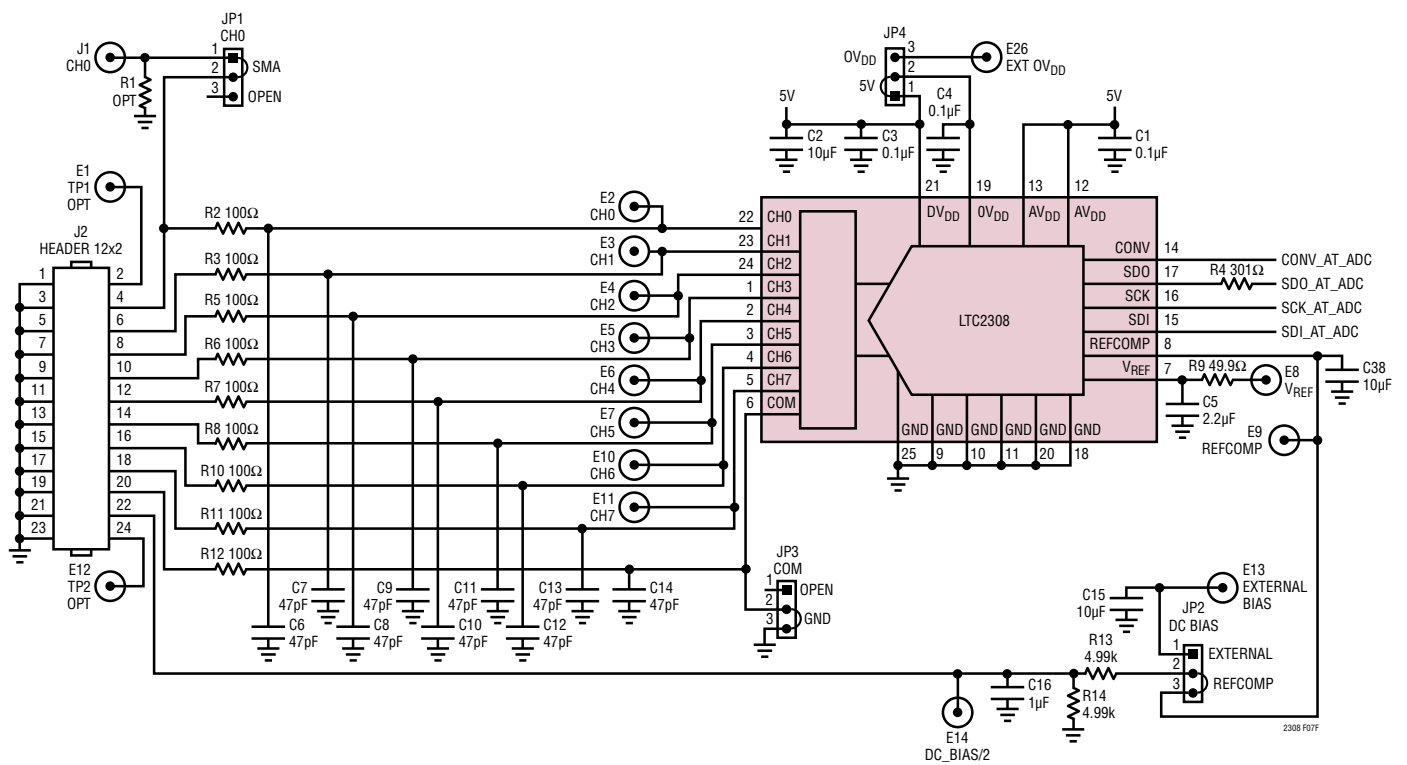 JP1
CH0
J1
CH0
1
2
3
SMA
OPEN
R1
OPT
JP4
0VDD
5V
3
2
1
E26
EXT 0VDD
5V
C2
10µF
C3
0.1µF
C4
0.1µF
5V
C1
0.1µF
E1
TP1
OPT
J2
HEADER 12x2
1
3
5
7
9
11
13
15
17
19
21
23
2
4
6
8
10
12
14
16
18
20
22
24
E12
TP2
OPT
R2 100Ω
R3 100Ω
R5 100Ω
R6 100Ω
R7 100Ω
R8 100Ω
R10 100Ω
R11 100Ω
R12 100Ω
E2
CH0
E3
CH1
E4
CH2
E5
CH3
E6
CH4
E7
CH5
E10
CH6
E11
CH7
22
23
24
1
2
3
4
5
6
CH0
CH1
CH2
CH3
CH4
CH5
CH6
CH7
COM
21
19
13
12
DVDD
0VDD
AVDD
AVDD
LTC2308
CONV
SDO
SCK
SDI
REFCOMP
VREF
14
17
16
15
8
7
CONV_AT_ADC
R4 301Ω
SDO_AT_ADC
SCK_AT_ADC
SDI_AT_ADC
R9 49.9Ω
E8
VREF
C38
10µF
C5
2.2µF
E9
REFCOMP
GND
GND
GND
GND
GND
GND
25
9
10
11
20
18
C7
47pF
C9
47pF
C11
47pF
C13
47pF
C14
47pF
C6
47pF
C8
47pF
C10
47pF
C12
47pF
JP3
COM
1
2
3
OPEN
GND
C15
10µF
E13
EXTERNAL
BIAS
JP2
DC BIAS
1
2
3
EXTERNAL
REFCOMP
R13
4.99k
R14
4.99k
C16
1µF
E14
DC_BIAS/2
2308 F07F